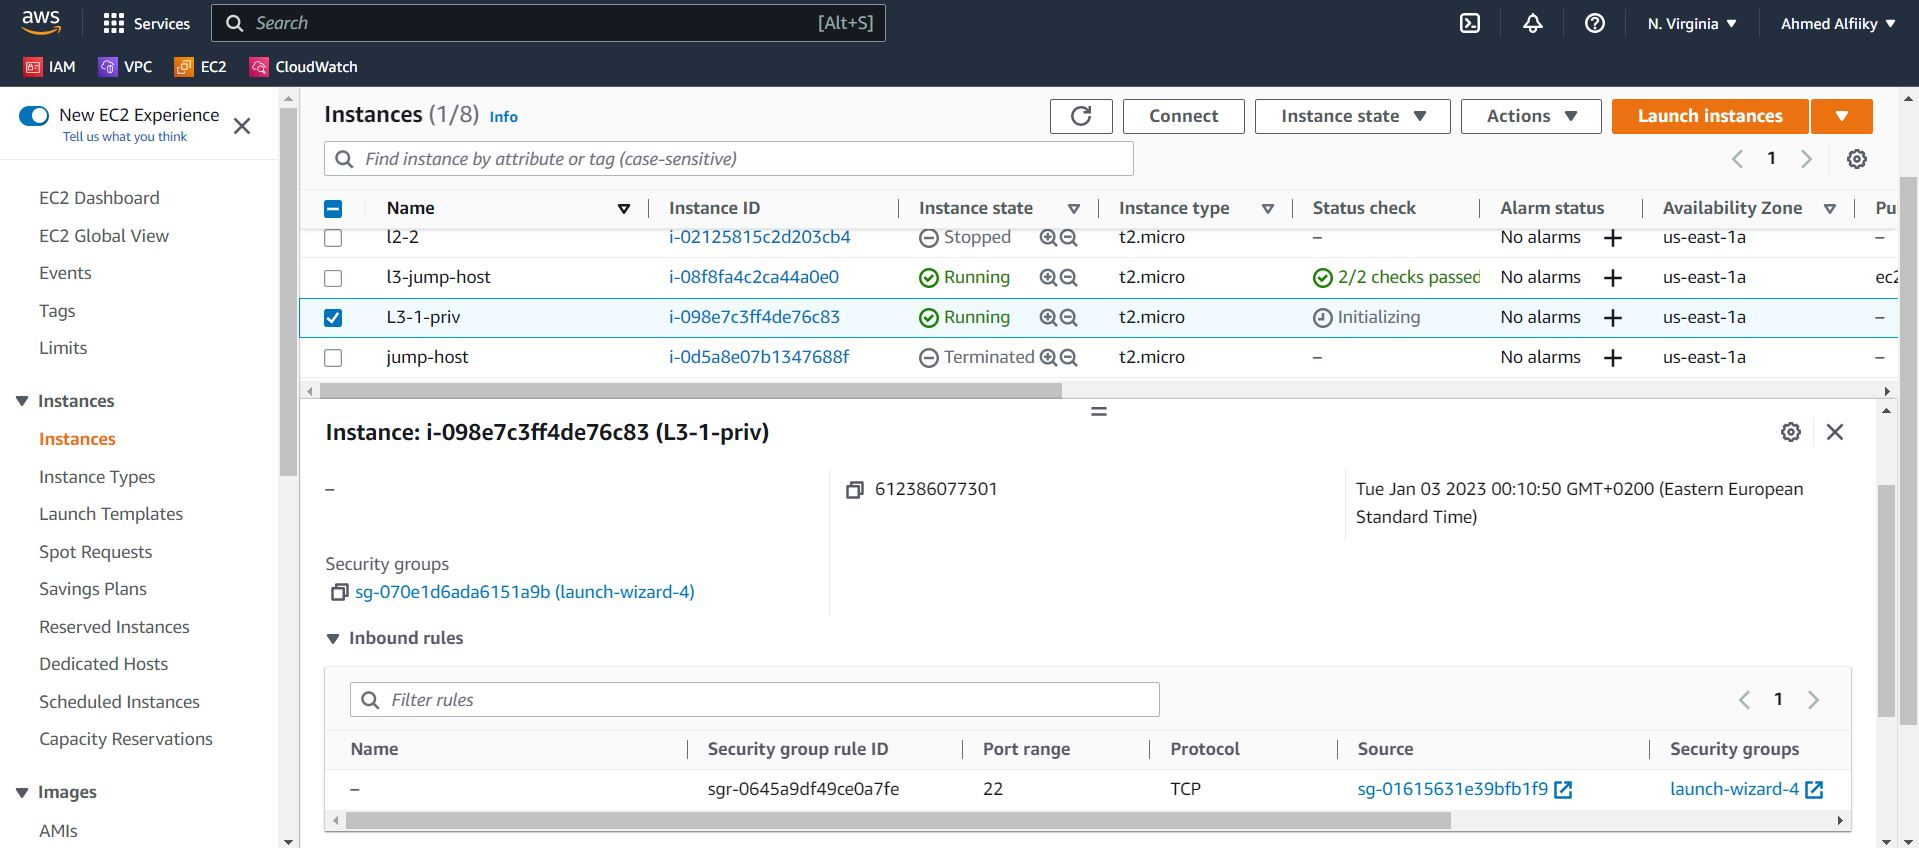 aws
Services
Search
[Alt+S]
N. Virginia
Ahmed Alfiiky
IAM
VPC
EC2
CloudWatch
New EC2 Experience
Tell us what you think
EC2 Dashboard
EC2 Global View
Events
Tags
Limits
Instances
Instances
Instance Types
Launch Templates
Spot Requests
Savings Plans
Reserved Instances
Dedicated Hosts
Scheduled Instances
Capacity Reservations
Images
AMIs
Instances (1/8) Info
Connect
Instance state
Actions
Launch instances
Find instance by attribute or tag (case-sensitive)
1
Name Instance ID Instance state Instance type Status check Alarm status Availability Zone Pu
l2-2 i-02125815c2d203cb4 Stopped t2.micro – No alarms + us-east-1a –
l3-jump-host i-08f8fa4c2ca44a0e0 Running t2.micro 2/2 checks passed No alarms + us-east-1a ec2
L3-1-priv i-098e7c3ff4de76c83 Running t2.micro Initializing No alarms + us-east-1a –
jump-host i-0d5a8e07b1347688f Terminated t2.micro – No alarms + us-east-1a –
Instance: i-098e7c3ff4de76c83 (L3-1-priv)
–
612386077301
Tue Jan 03 2023 00:10:50 GMT+0200 (Eastern European
Standard Time)
Security groups
sg-070e1d6ada6151a9b (launch-wizard-4)
Inbound rules
Filter rules
1
Name Security group rule ID Port range Protocol Source Security groups
– sgr-0645a9df49ce0a7fe 22 TCP sg-01615631e39bfb1f9 launch-wizard-4